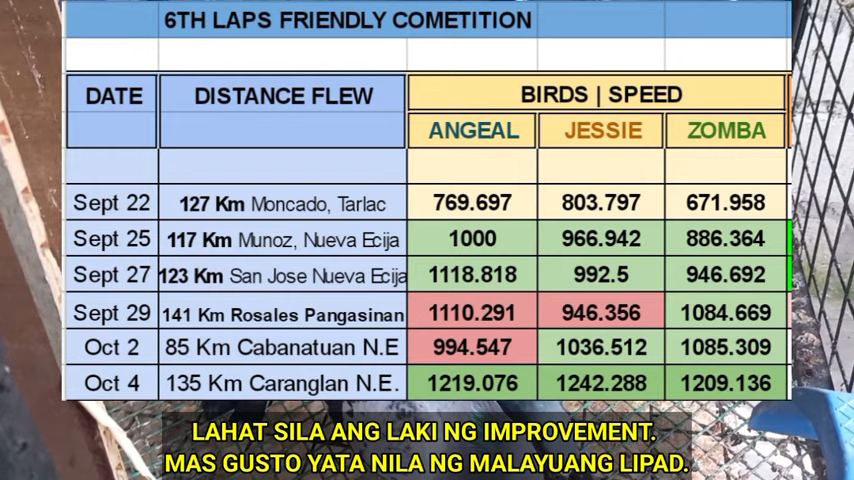 6TH LAPS FRIENDLY COMETITION
DATE DISTANCE FLEW BIRDS | SPEED
ANGEAL JESSIE ZOMBA
Sept 22 127 Km Moncado, Tarlac 769.697 803.797 671.958
Sept 25 117 Km Munoz, Nueva Ecija 1000 966.942 886.364
Sept 27 123 Km San Jose Nueva Ecija 1118.818 992.5 946.692
Sept 29 141 Km Rosales Pangasinan 1110.291 946.356 1084.669
Oct 2 85 Km Cabanatuan N.E 994.547 1036.512 1085.309
Oct 4 135 Km Caranglan N.E. 1219.076 1242.288 1209.136
LAHAT SILA ANG LAKI NG IMPROVEMENT.
MAS GUSTO YATA NILA NG MALAYUANG LIPAD.